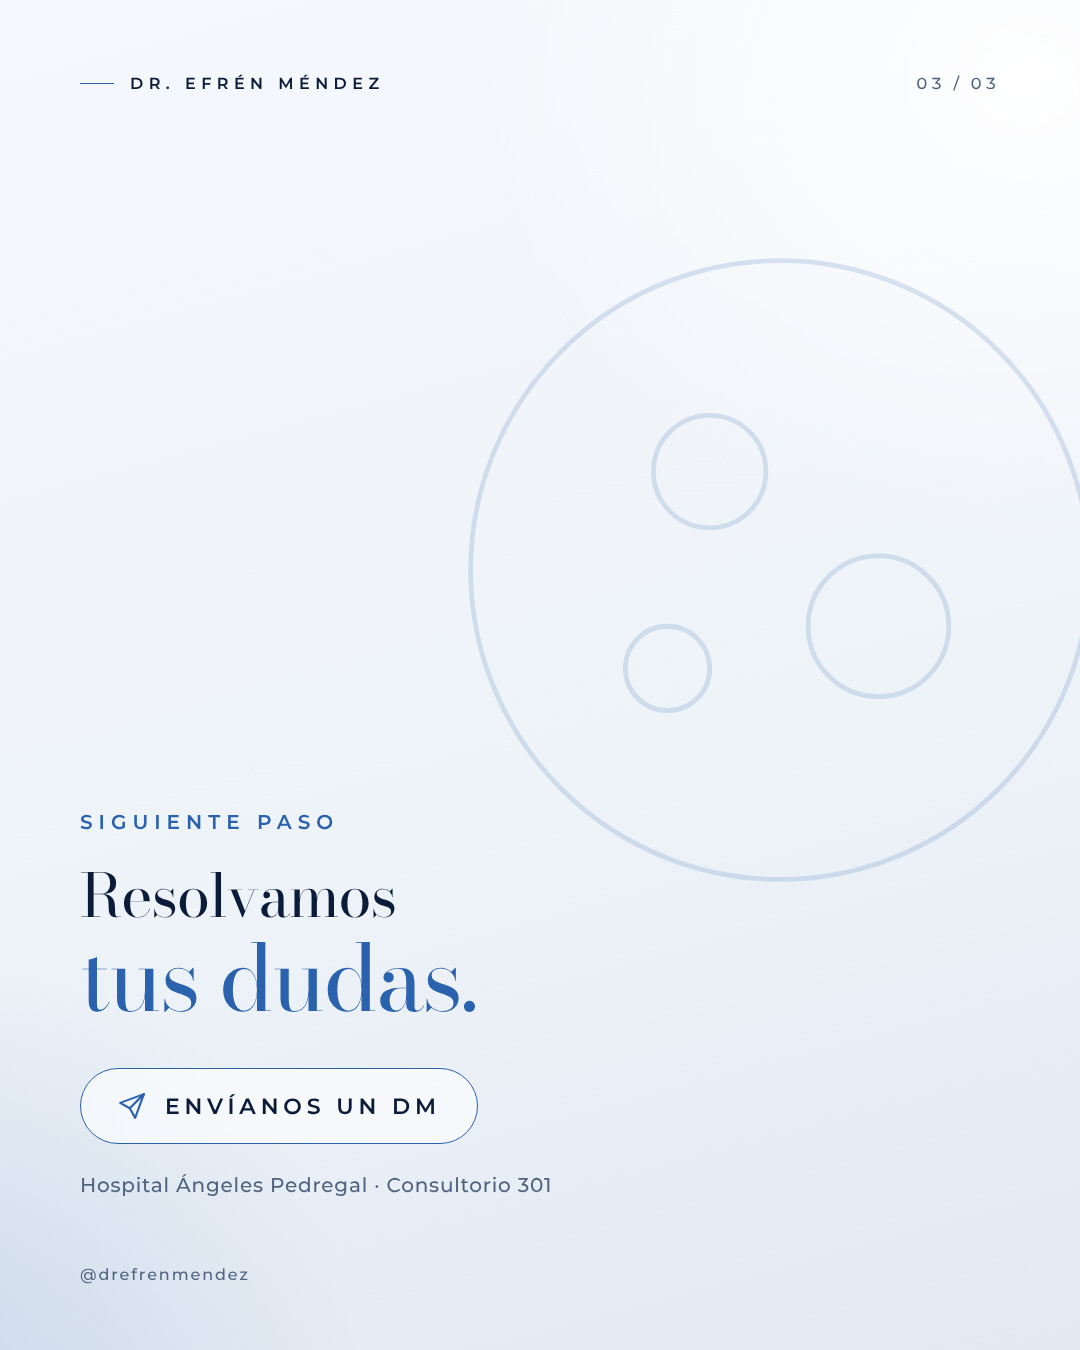 DR. EFRÉN MÉNDEZ
03 / 03
SIGUIENTE PASO
Resolvamos
tus dudas.
ENVÍANOS UN DM
Hospital Ángeles Pedregal · Consultorio 301
@drefrenmendez